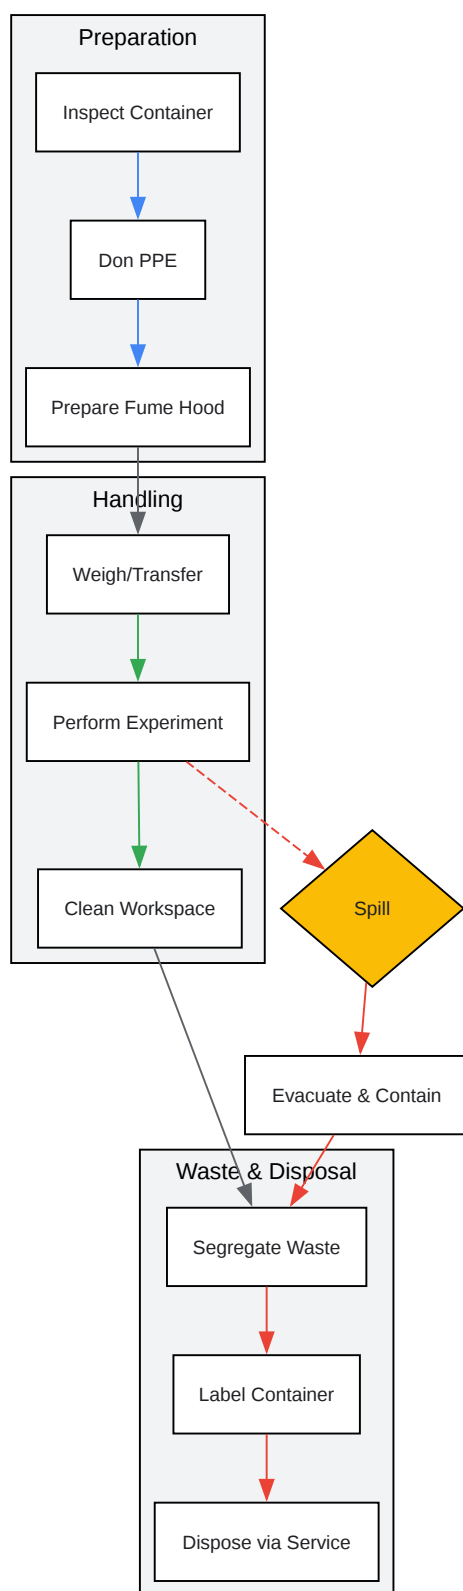 Preparation
Inspect Container
Don PPE
Prepare Fume Hood
Handling
Weigh/Transfer
Perform Experiment
Clean Workspace
Spill
Evacuate & Contain
Waste & Disposal
Segregate Waste
Label Container
Dispose via Service